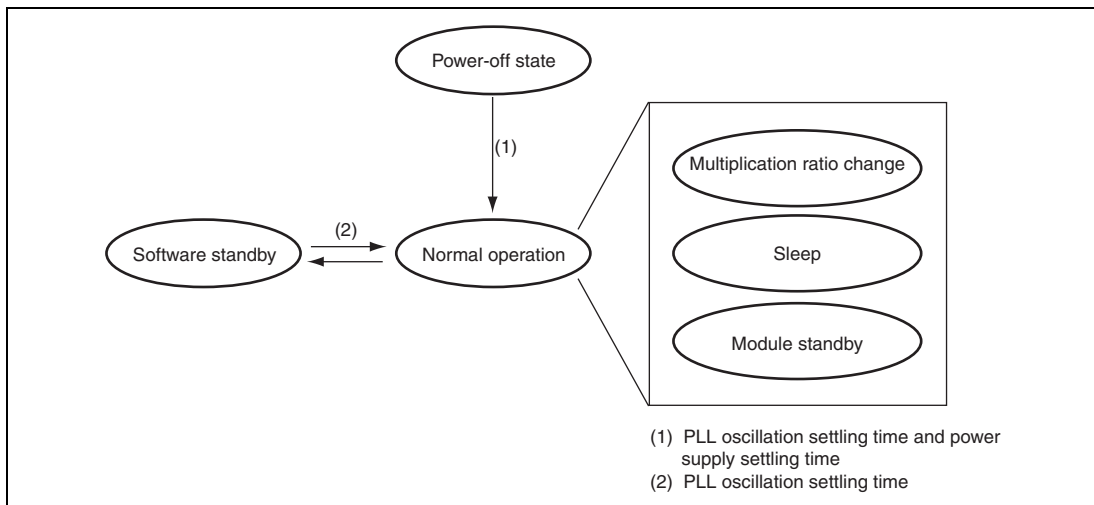 Power-off state
(1)
Multiplication ratio change
(2)
Software standby
Normal operation
Sleep
Module standby
(1) PLL oscillation settling time and power
supply settling time
(2) PLL oscillation settling time